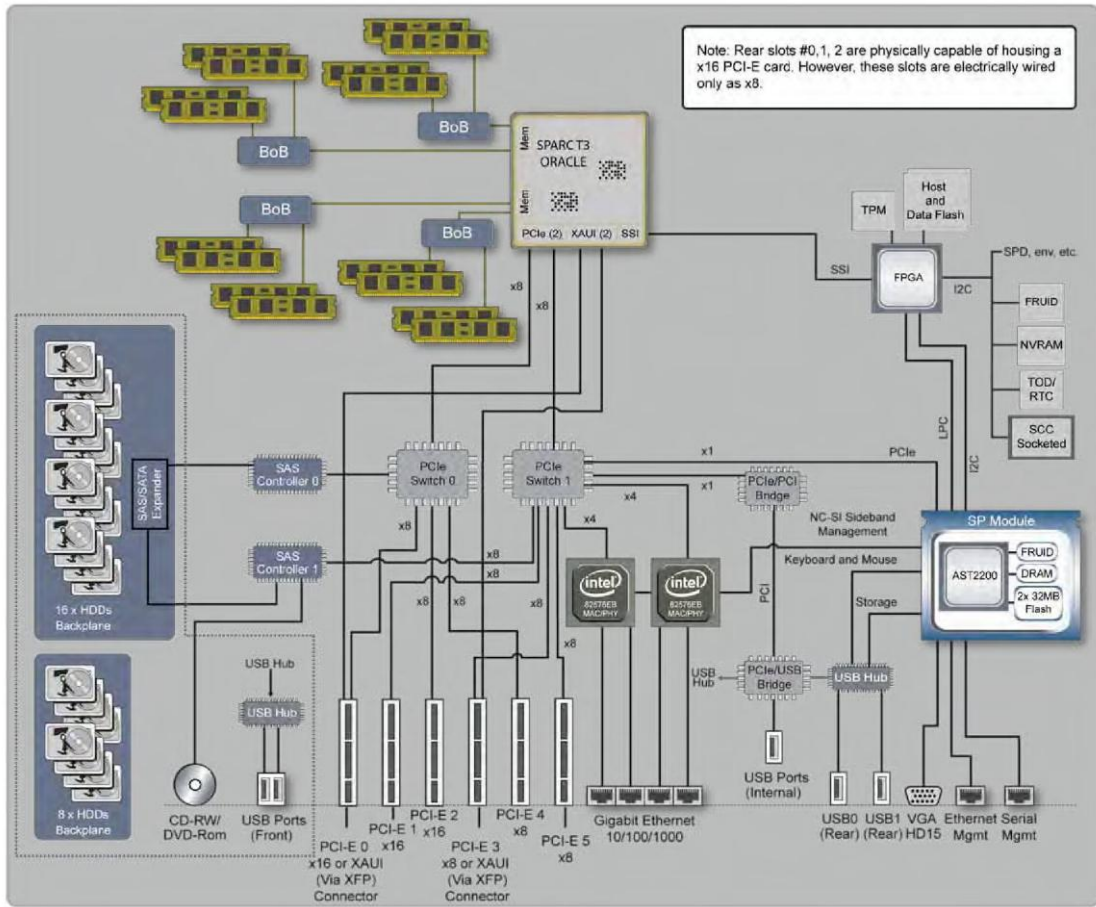 Note: Rear slots #0,1, 2 are physically capable of housing a
x16 PCI-E card. However, these slots are electrically wired
only as x8.
BoB
BoB
BoB
BoB
Mem
Mem
SPARC T3
ORACLE
PCIe (2) XAUI (2) SSI
SSI
TPM
Host
and
Data Flash
FPGA
I2C
SPD, env, etc.
FRUID
NVRAM
TOD/
RTC
SCC
Socketed
x8
x8
LPC
I2C
SAS/SATA
Expander
16 x HDDs
Backplane
8 x HDDs
Backplane
SAS
Controller 0
SAS
Controller 1
PCIe
Switch 0
PCIe
Switch 1
x1
PCIe
x1
x4
x4
PCIe/PCI
Bridge
x8
x8
x8
x8
x8
x8
x8
NC-SI Sideband
Management
Keyboard and Mouse
Storage
SP Module
AST2200
FRUID
DRAM
2x 32MB
Flash
intel
82576EB
MAC/PHY
intel
82576EB
MAC/PHY
PCI
USB Hub
USB Hub
USB
Hub
PCIe/USB
Bridge
USB Hub
CD-RW/
DVD-Rom
USB Ports
(Front)
PCI-E 0
x16 or XAUI
(Via XFP)
Connector
PCI-E 1
x16
PCI-E 2
x16
PCI-E 3
x8 or XAUI
(Via XFP)
Connector
PCI-E 4
x8
PCI-E 5
x8
Gigabit Ethernet
10/100/1000
USB Ports
(Internal)
USB0
(Rear)
USB1
(Rear)
VGA
HD15
Ethernet
Mgmt
Serial
Mgmt